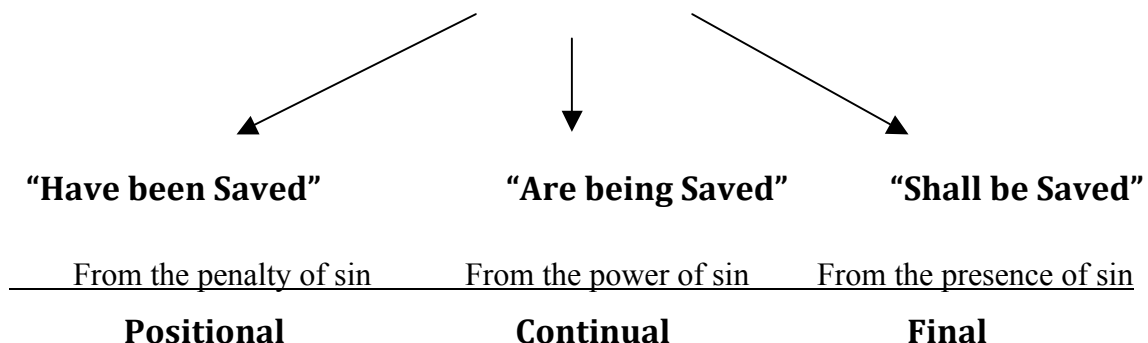 “Have been Saved” “Are being Saved” “Shall be Saved”
From the penalty of sin From the power of sin From the presence of sin
Positional Continual Final